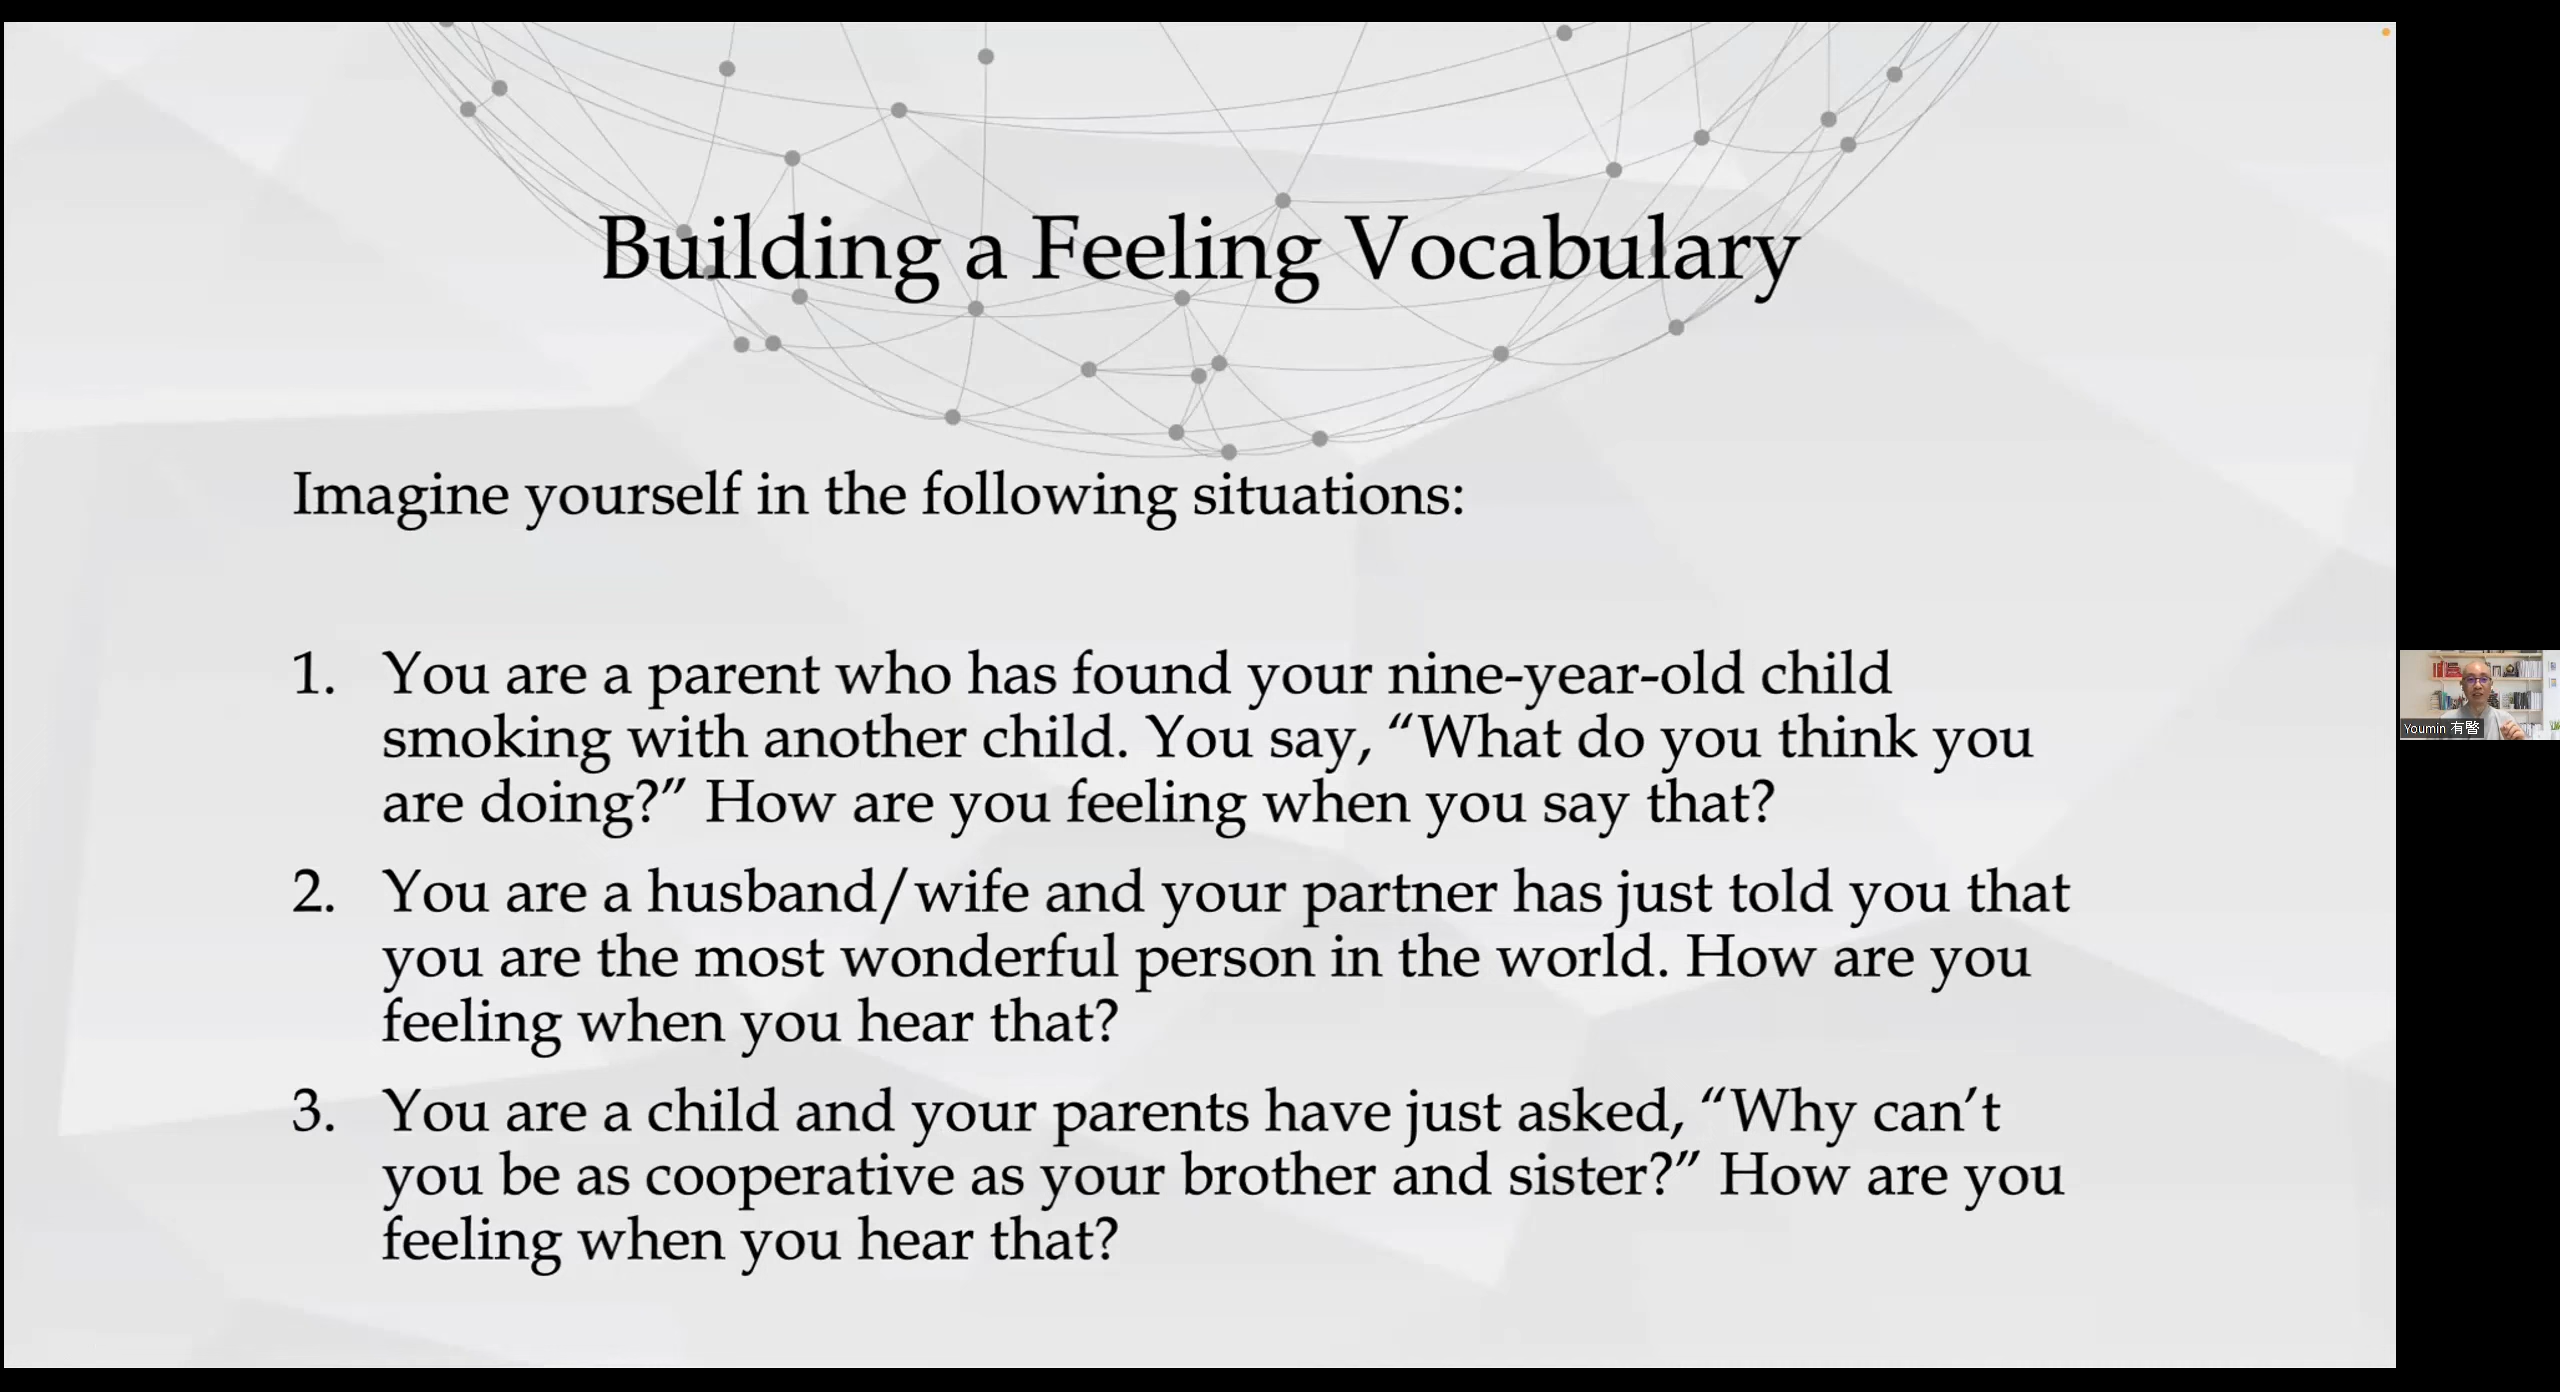 Building a Feeling Vocabulary
Imagine yourself in the following situations:
1. You are a parent who has found your nine-year-old child
smoking with another child. You say, “What do you think you
are doing?” How are you feeling when you say that?
2. You are a husband/wife and your partner has just told you that
you are the most wonderful person in the world. How are you
feeling when you hear that?
3. You are a child and your parents have just asked, “Why can’t
you be as cooperative as your brother and sister?” How are you
feeling when you hear that?
Youmin 有暋